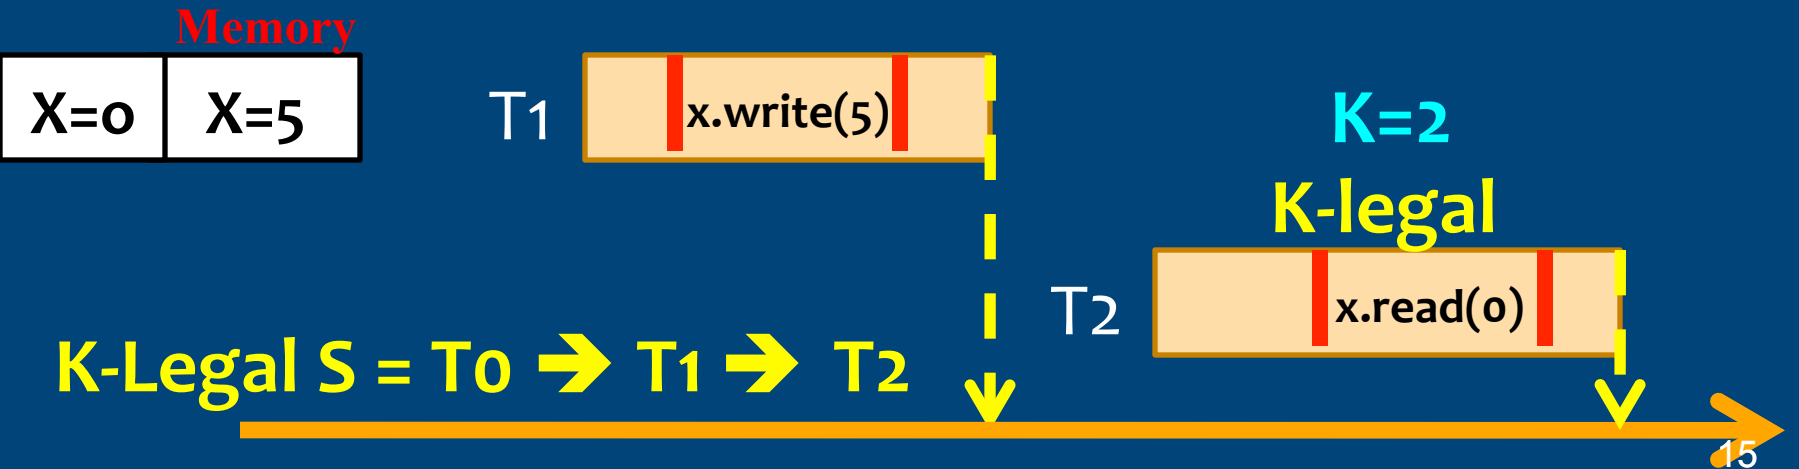 Memory
X=0 X=5
T1 x.write(5)
K=2
K-legal
T2 x.read(0)
K-Legal S = T0 ➔ T1 ➔ T2
15